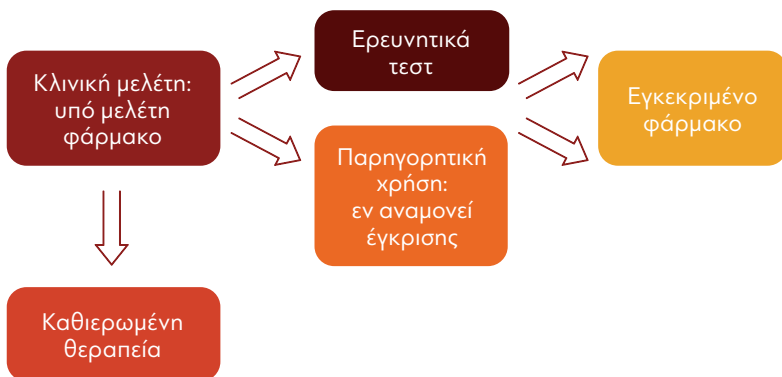 Κλινική μελέτη:
υπό μελέτη
φάρμακο
Ερευνητικά
τεστ
Παρηγορητική
χρήση:
εν αναμονεί
έγκρισης
Εγκεκριμένο
φάρμακο
Καθιερωμένη
θεραπεία